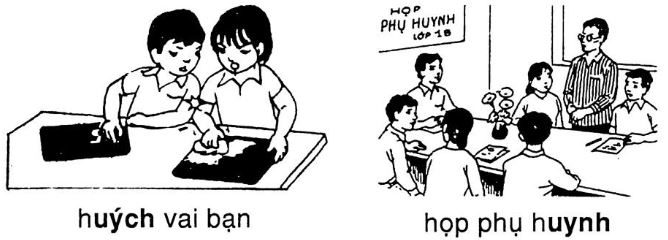 HỌP
PHỤ HUYNH
LỚP 1B
huých vai bạn
họp phụ huynh